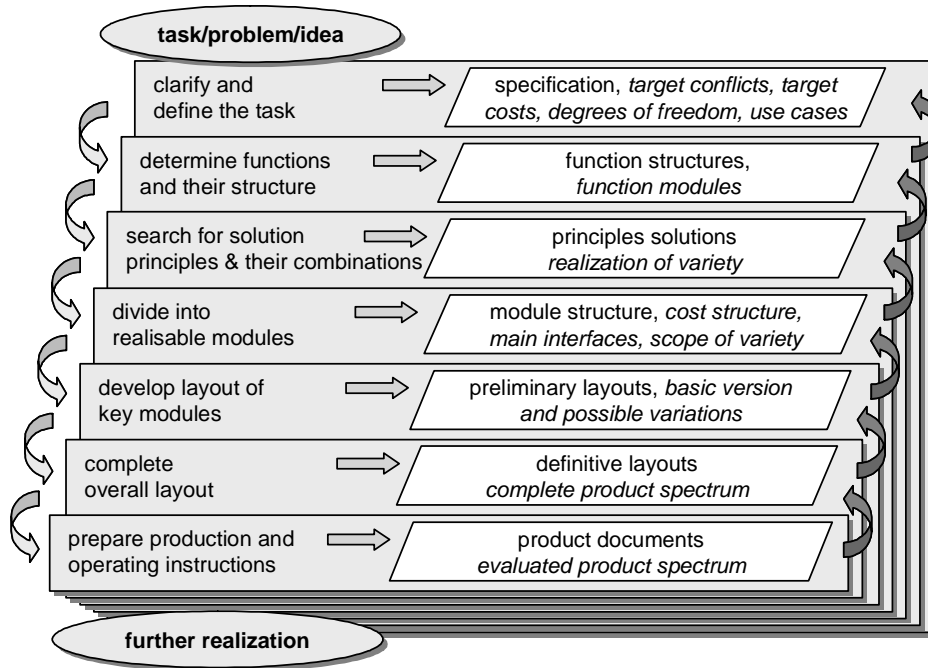 task/problem/idea
clarify and
define the task
specification, target conflicts, target
costs, degrees of freedom, use cases
determine functions
and their structure
function structures,
function modules
search for solution
principles & their combinations
principles solutions
realization of variety
divide into
realisable modules
module structure, cost structure,
main interfaces, scope of variety
develop layout of
key modules
preliminary layouts, basic version
and possible variations
complete
overall layout
definitive layouts
complete product spectrum
prepare production and
operating instructions
product documents
evaluated product spectrum
further realization